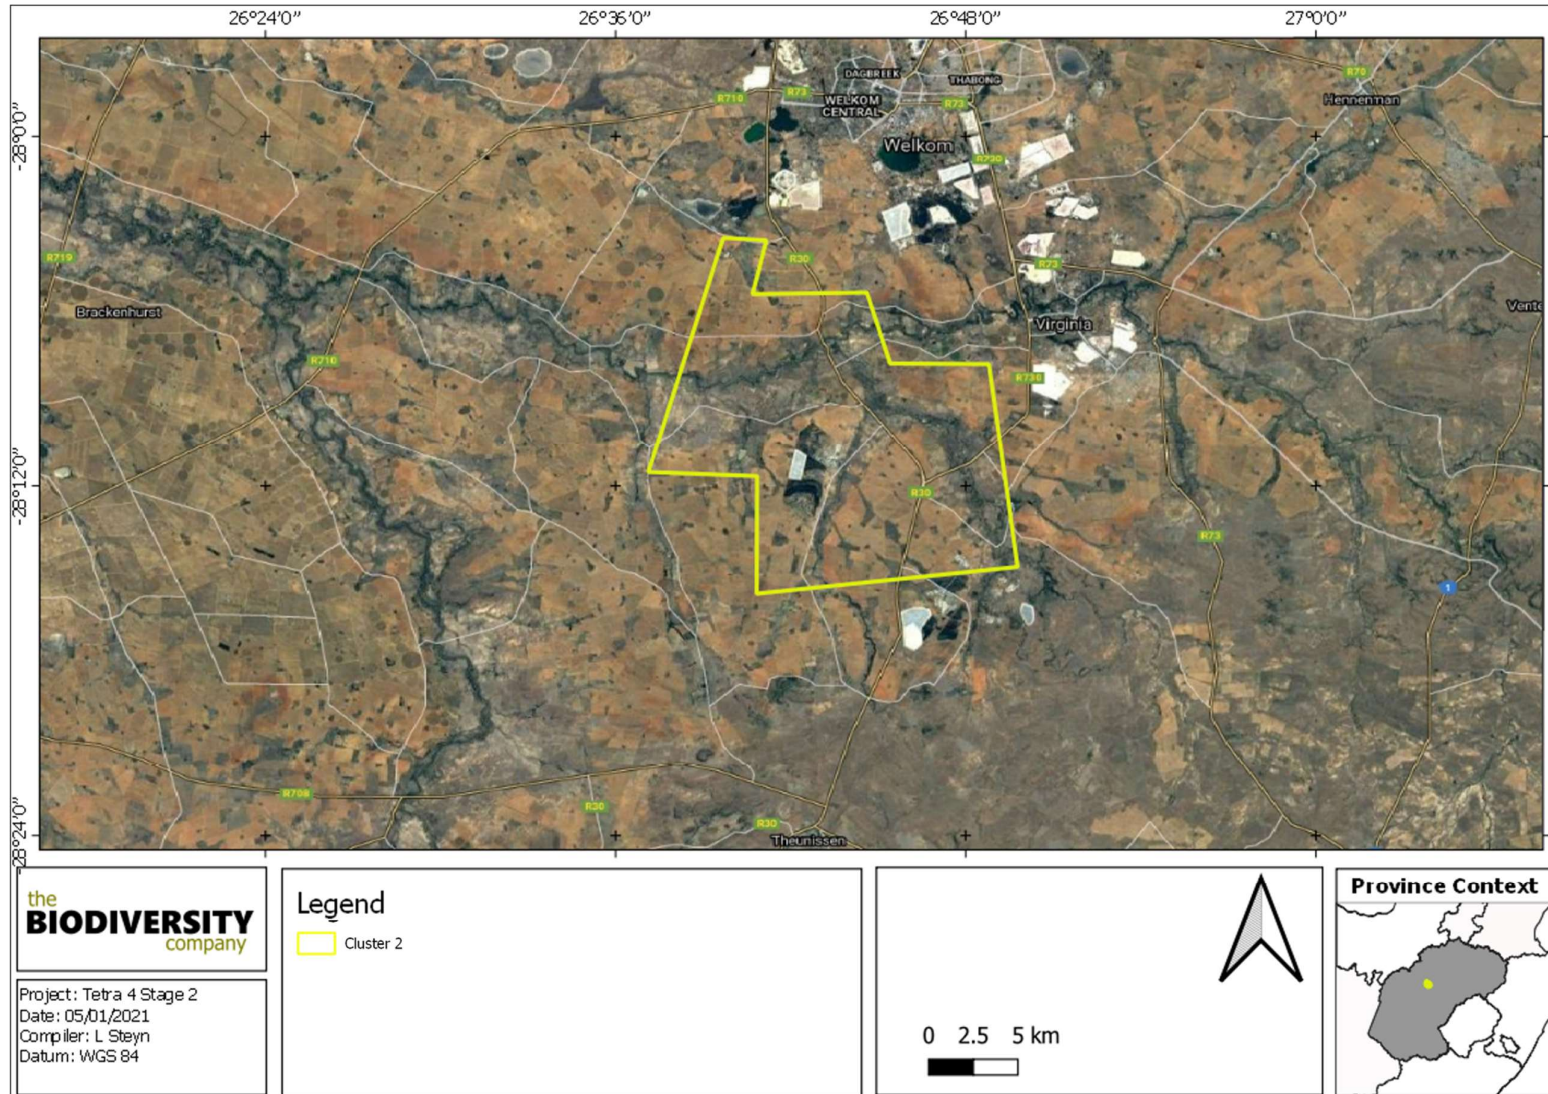 26°24'0''
26°36'0''
26°48'0''
27°0'0''
-28°0'0''
-28°12'0''
-28°24'0''
DAGBREEK
THABONG
R70
R710
R73
WELKOM
CENTRAL
R73
Hennenman
Welkom
R730
R719
R30
R73
Brackenhurst
Virginia
Vente
R710
R730
R30
R73
1
R708
R30
R30
Theunissen
the
BIODIVERSITY
company
Project: Tetra 4 Stage 2
Date: 05/01/2021
Compiler: L Steyn
Datum: WGS 84
Legend
Cluster 2
0 2.5 5 km
Province Context